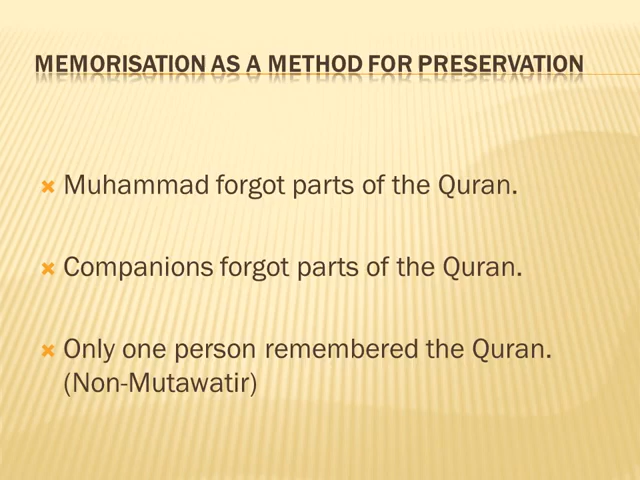 MEMORISATION AS A METHOD FOR PRESERVATION
Muhammad forgot parts of the Quran.
Companions forgot parts of the Quran.
Only one person remembered the Quran.
(Non-Mutawatir)